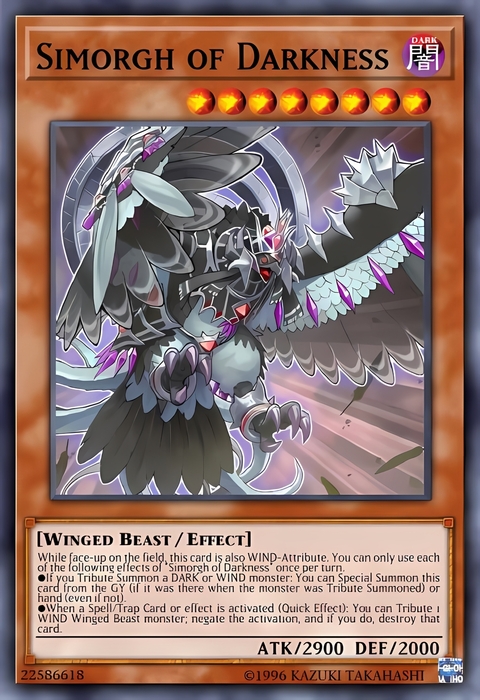 Simorgh of Darkness
DARK
闇
[Winged Beast / Effect]
While face-up on the field, this card is also WIND-Attribute. You can only use each
of the following effects of "Simorgh of Darkness" once per turn.
●If you Tribute Summon a DARK or WIND monster: You can Special Summon this
card from the GY (if it was there when the monster was Tribute Summoned) or
hand (even if not).
●When a Spell/Trap Card or effect is activated (Quick Effect): You can Tribute 1
WIND Winged Beast monster; negate the activation, and if you do, destroy that
card.
ATK/2900 DEF/2000
22586618
©1996 KAZUKI TAKAHASHI